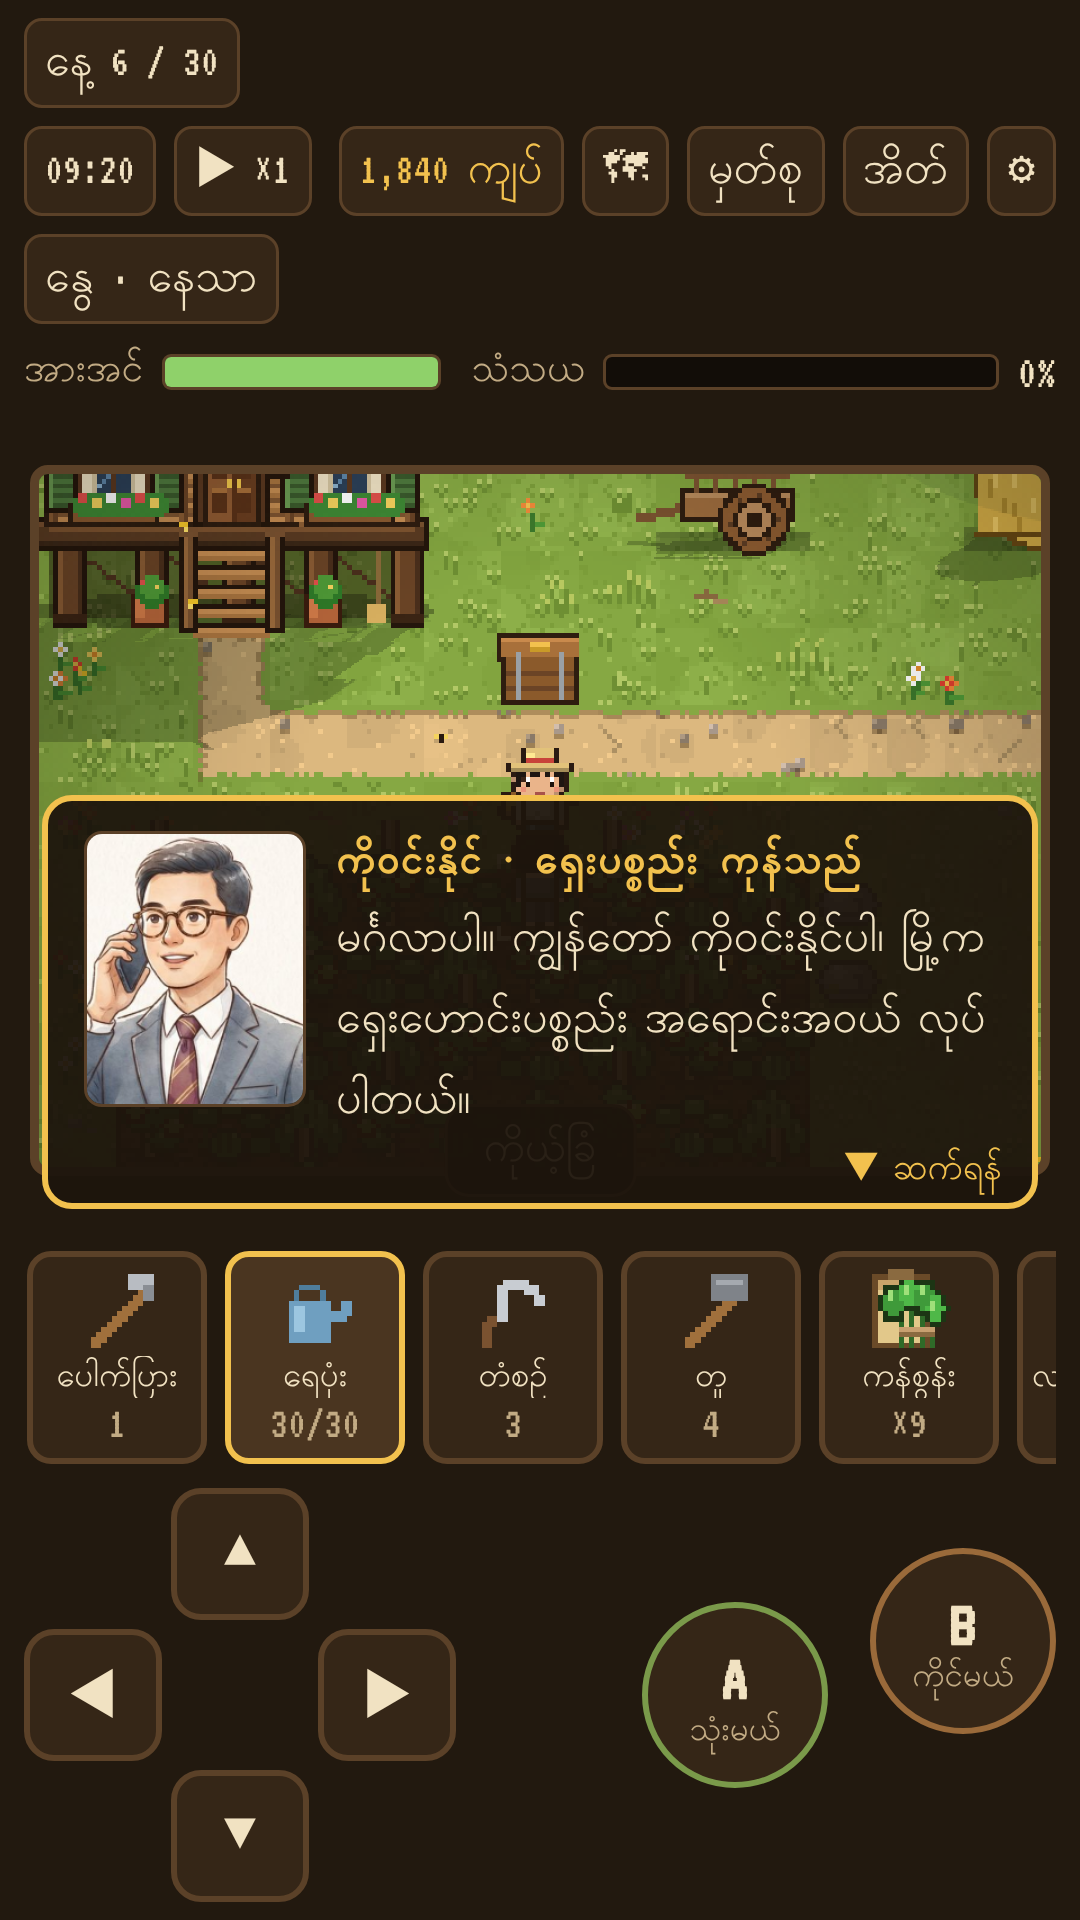 နေ့ 6 / 30
09:20 ▶ X1 1,840 ကျပ် မှတ်စု အိတ်
နွေ · နေသာ
အားအင် သံသယ 0%
ကိုဝင်းနိုင် · ရှေးပစ္စည်း ကုန်သည်
မင်္ဂလာပါ။ ကျွန်တော် ကိုဝင်းနိုင်ပါ၊ မြို့က
ရှေးဟောင်းပစ္စည်း အရောင်းအဝယ် လုပ်
ပါတယ်။
ကိုယ့်ခြံ
▼ ဆက်ရန်
ပေါက်ပြား ရေပုံး တံစဉ် တူ ကန်စွန်း
1 30/30 3 4 X9
B
ကိုင်မယ်
A
သုံးမယ်